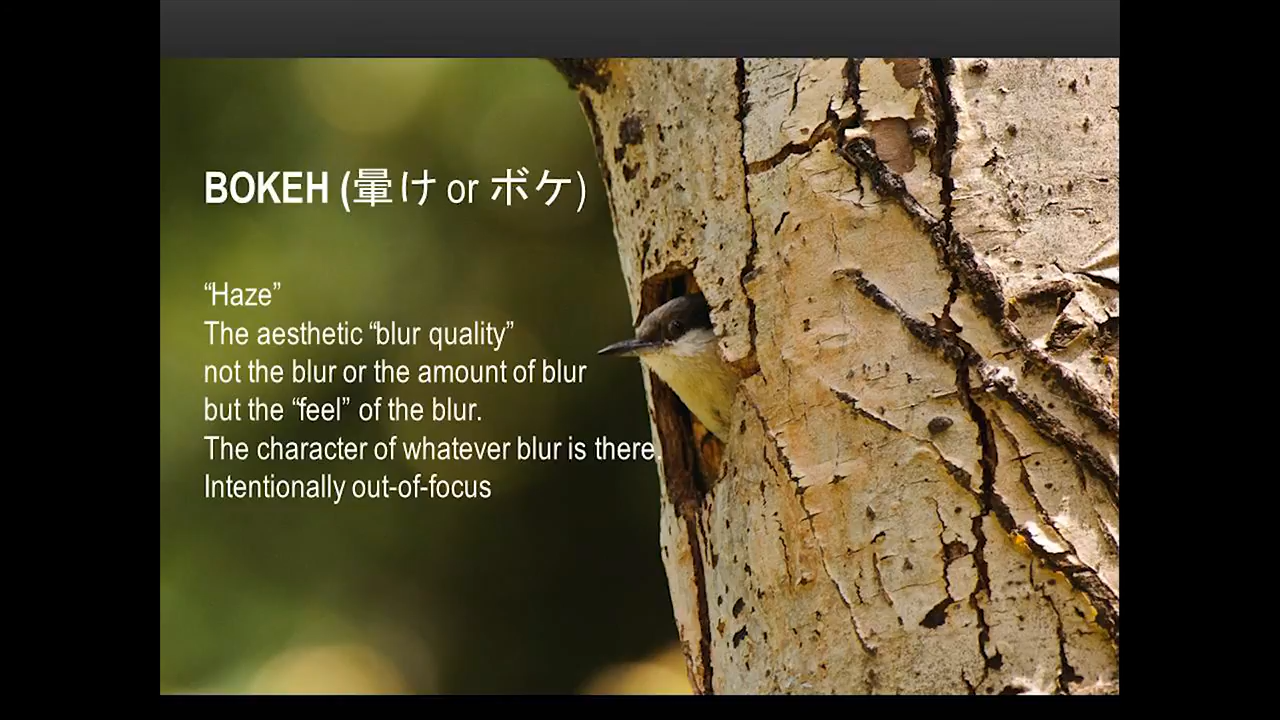 BOKEH (暈け or ボケ)
“Haze”
The aesthetic “blur quality”
not the blur or the amount of blur
but the “feel” of the blur.
The character of whatever blur is there.
Intentionally out-of-focus